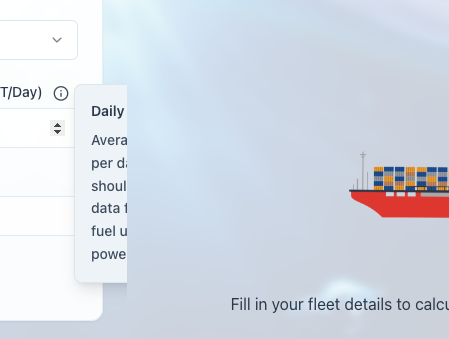 T/Day)
Daily
Avera
per da
shoul
data f
fuel u
powe
Fill in your fleet details to calcu